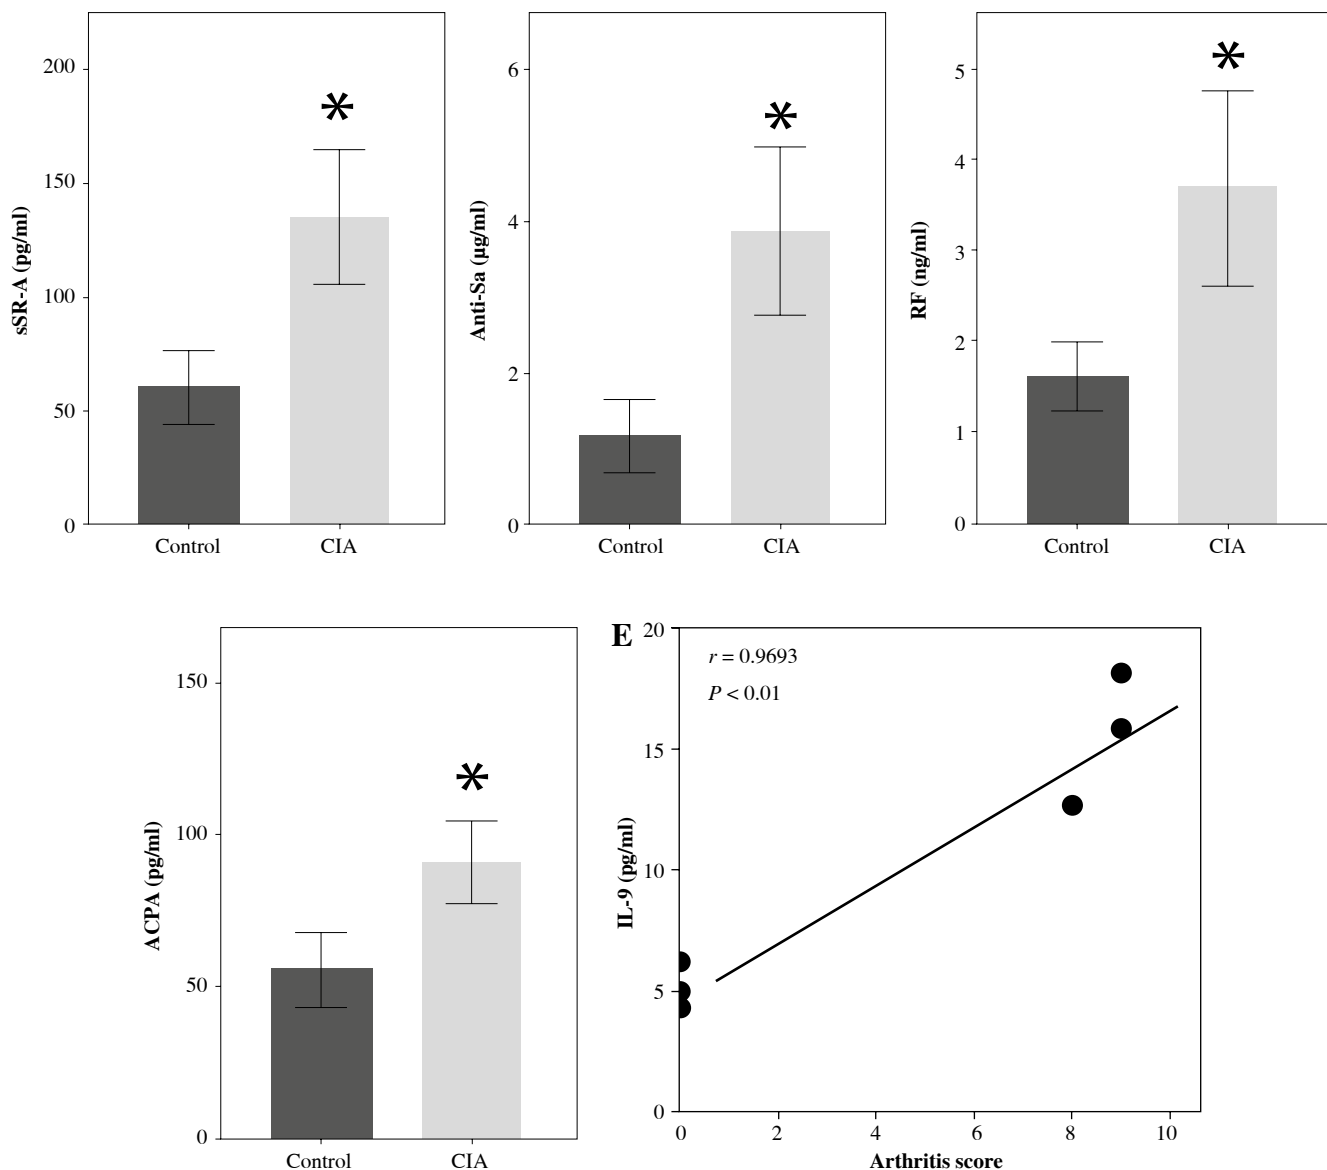 200
150
100
50
0
sSR-A (pg/ml)
*
Control CIA
6
4
2
0
Anti-Sa (μg/ml)
*
Control CIA
5
4
3
2
1
0
RF (ng/ml)
*
Control CIA
150
100
50
0
ACPA (pg/ml)
*
Control CIA
E
r = 0.9693
P < 0.01
20
15
10
5
0
IL-9 (pg/ml)
0 2 4 6 8 10
Arthritis score